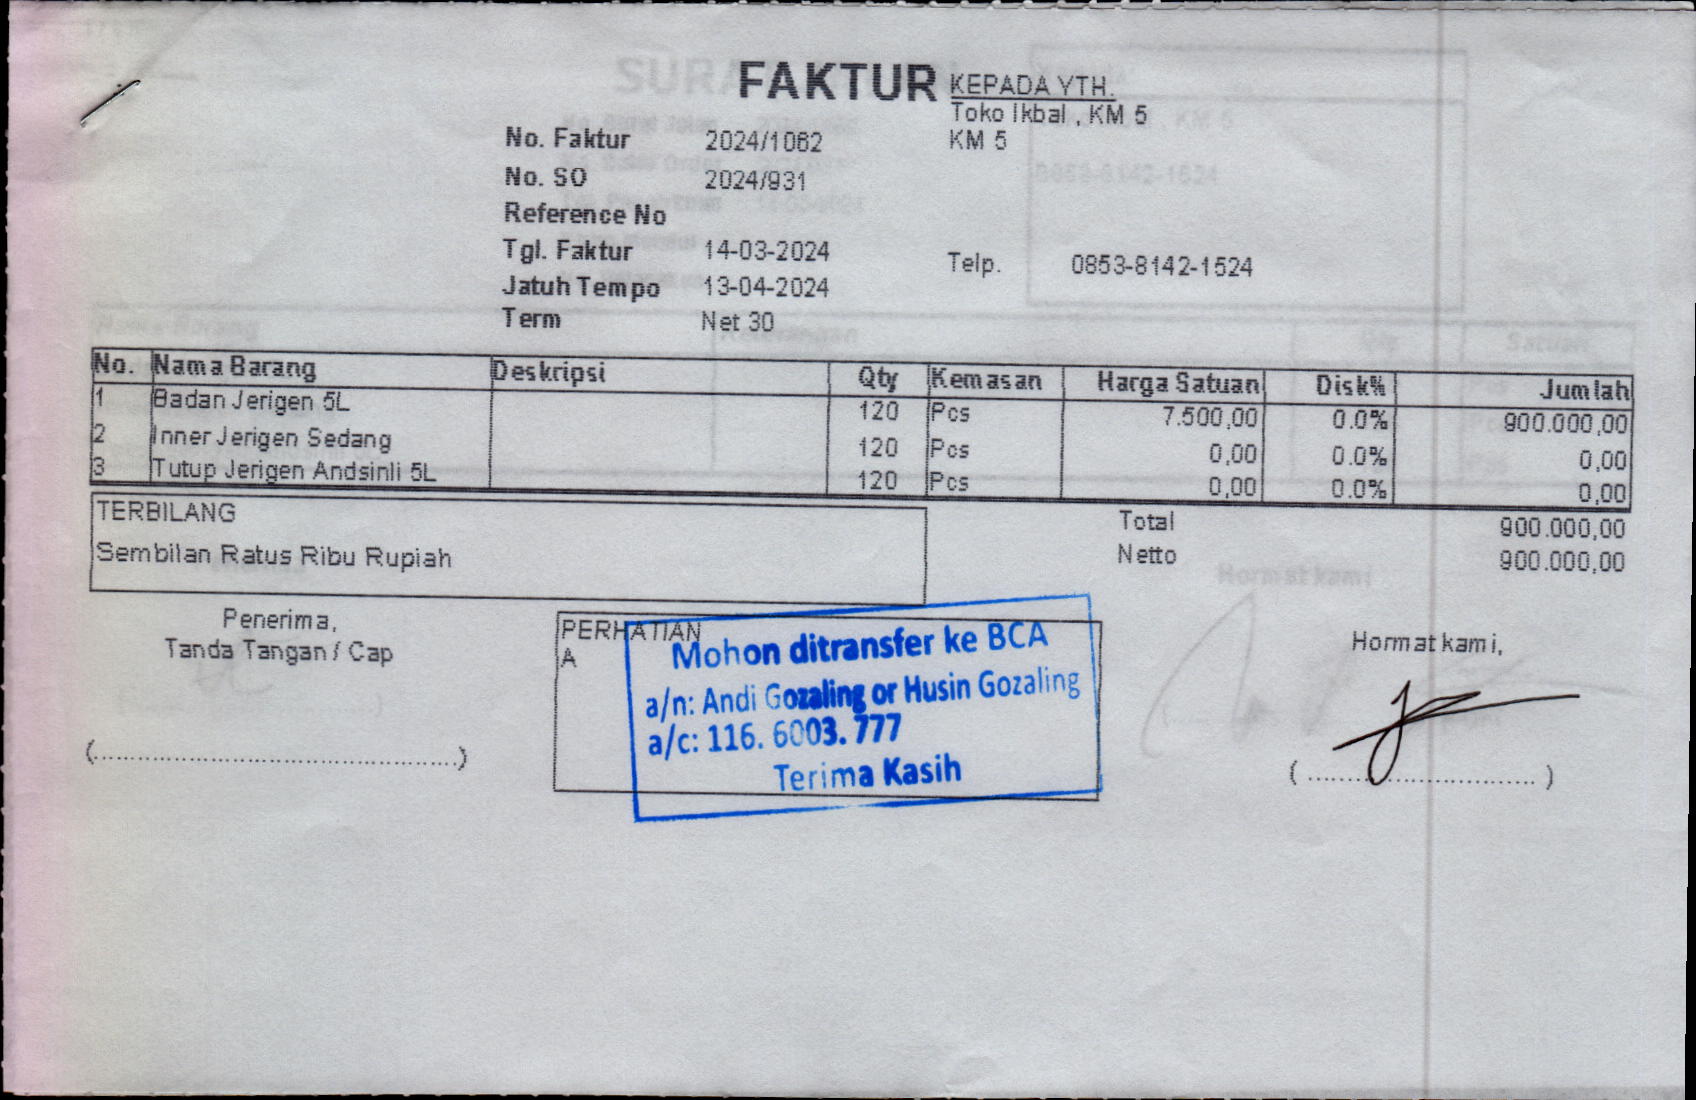 FAKTUR
KEPADA YTH.
Toko Ikbal , KM 5
KM 5
No. Faktur 2024/1062
No. SO 2024/931
Reference No
Tgl. Faktur 14-03-2024
Telp. 0853-8142-1524
Jatuh Tempo 13-04-2024
Term Net 30
No. Nama Barang Deskripsi Qty Kemasan Harga Satuan Disk% Jumlah
1 Badan Jerigen 5L 120 Pcs 7.500,00 0.0% 900.000,00
2 Inner Jerigen Sedang 120 Pcs 0,00 0.0% 0,00
3 Tutup Jerigen Andsinli 5L 120 Pcs 0,00 0.0% 0,00
TERBILANG
Sembilan Ratus Ribu Rupiah
Total 900.000,00
Netto 900.000,00
Penerima,
Tanda Tangan / Cap
(............................................)
PERHATIAN
A
Mohon ditransfer ke BCA
a/n: Andi Gozaling or Husin Gozaling
a/c: 116. 6003. 777
Terima Kasih
Hormat kami,
( ................................ )